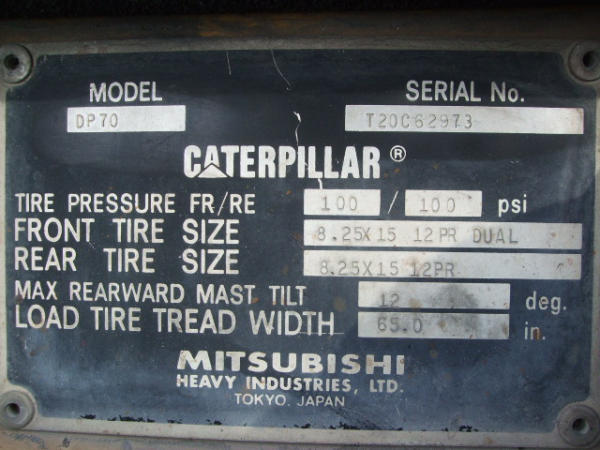 MODEL SERIAL No.
DP70 T20C62973
CATERPILLAR®
TIRE PRESSURE FR/RE 100 / 100 psi
FRONT TIRE SIZE 8.25X15 12PR DUAL
REAR TIRE SIZE 8.25X15 12PR
MAX REARWARD MAST TILT 12 deg.
LOAD TIRE TREAD WIDTH 65.0 in.
MITSUBISHI
HEAVY INDUSTRIES, LTD.
TOKYO. JAPAN